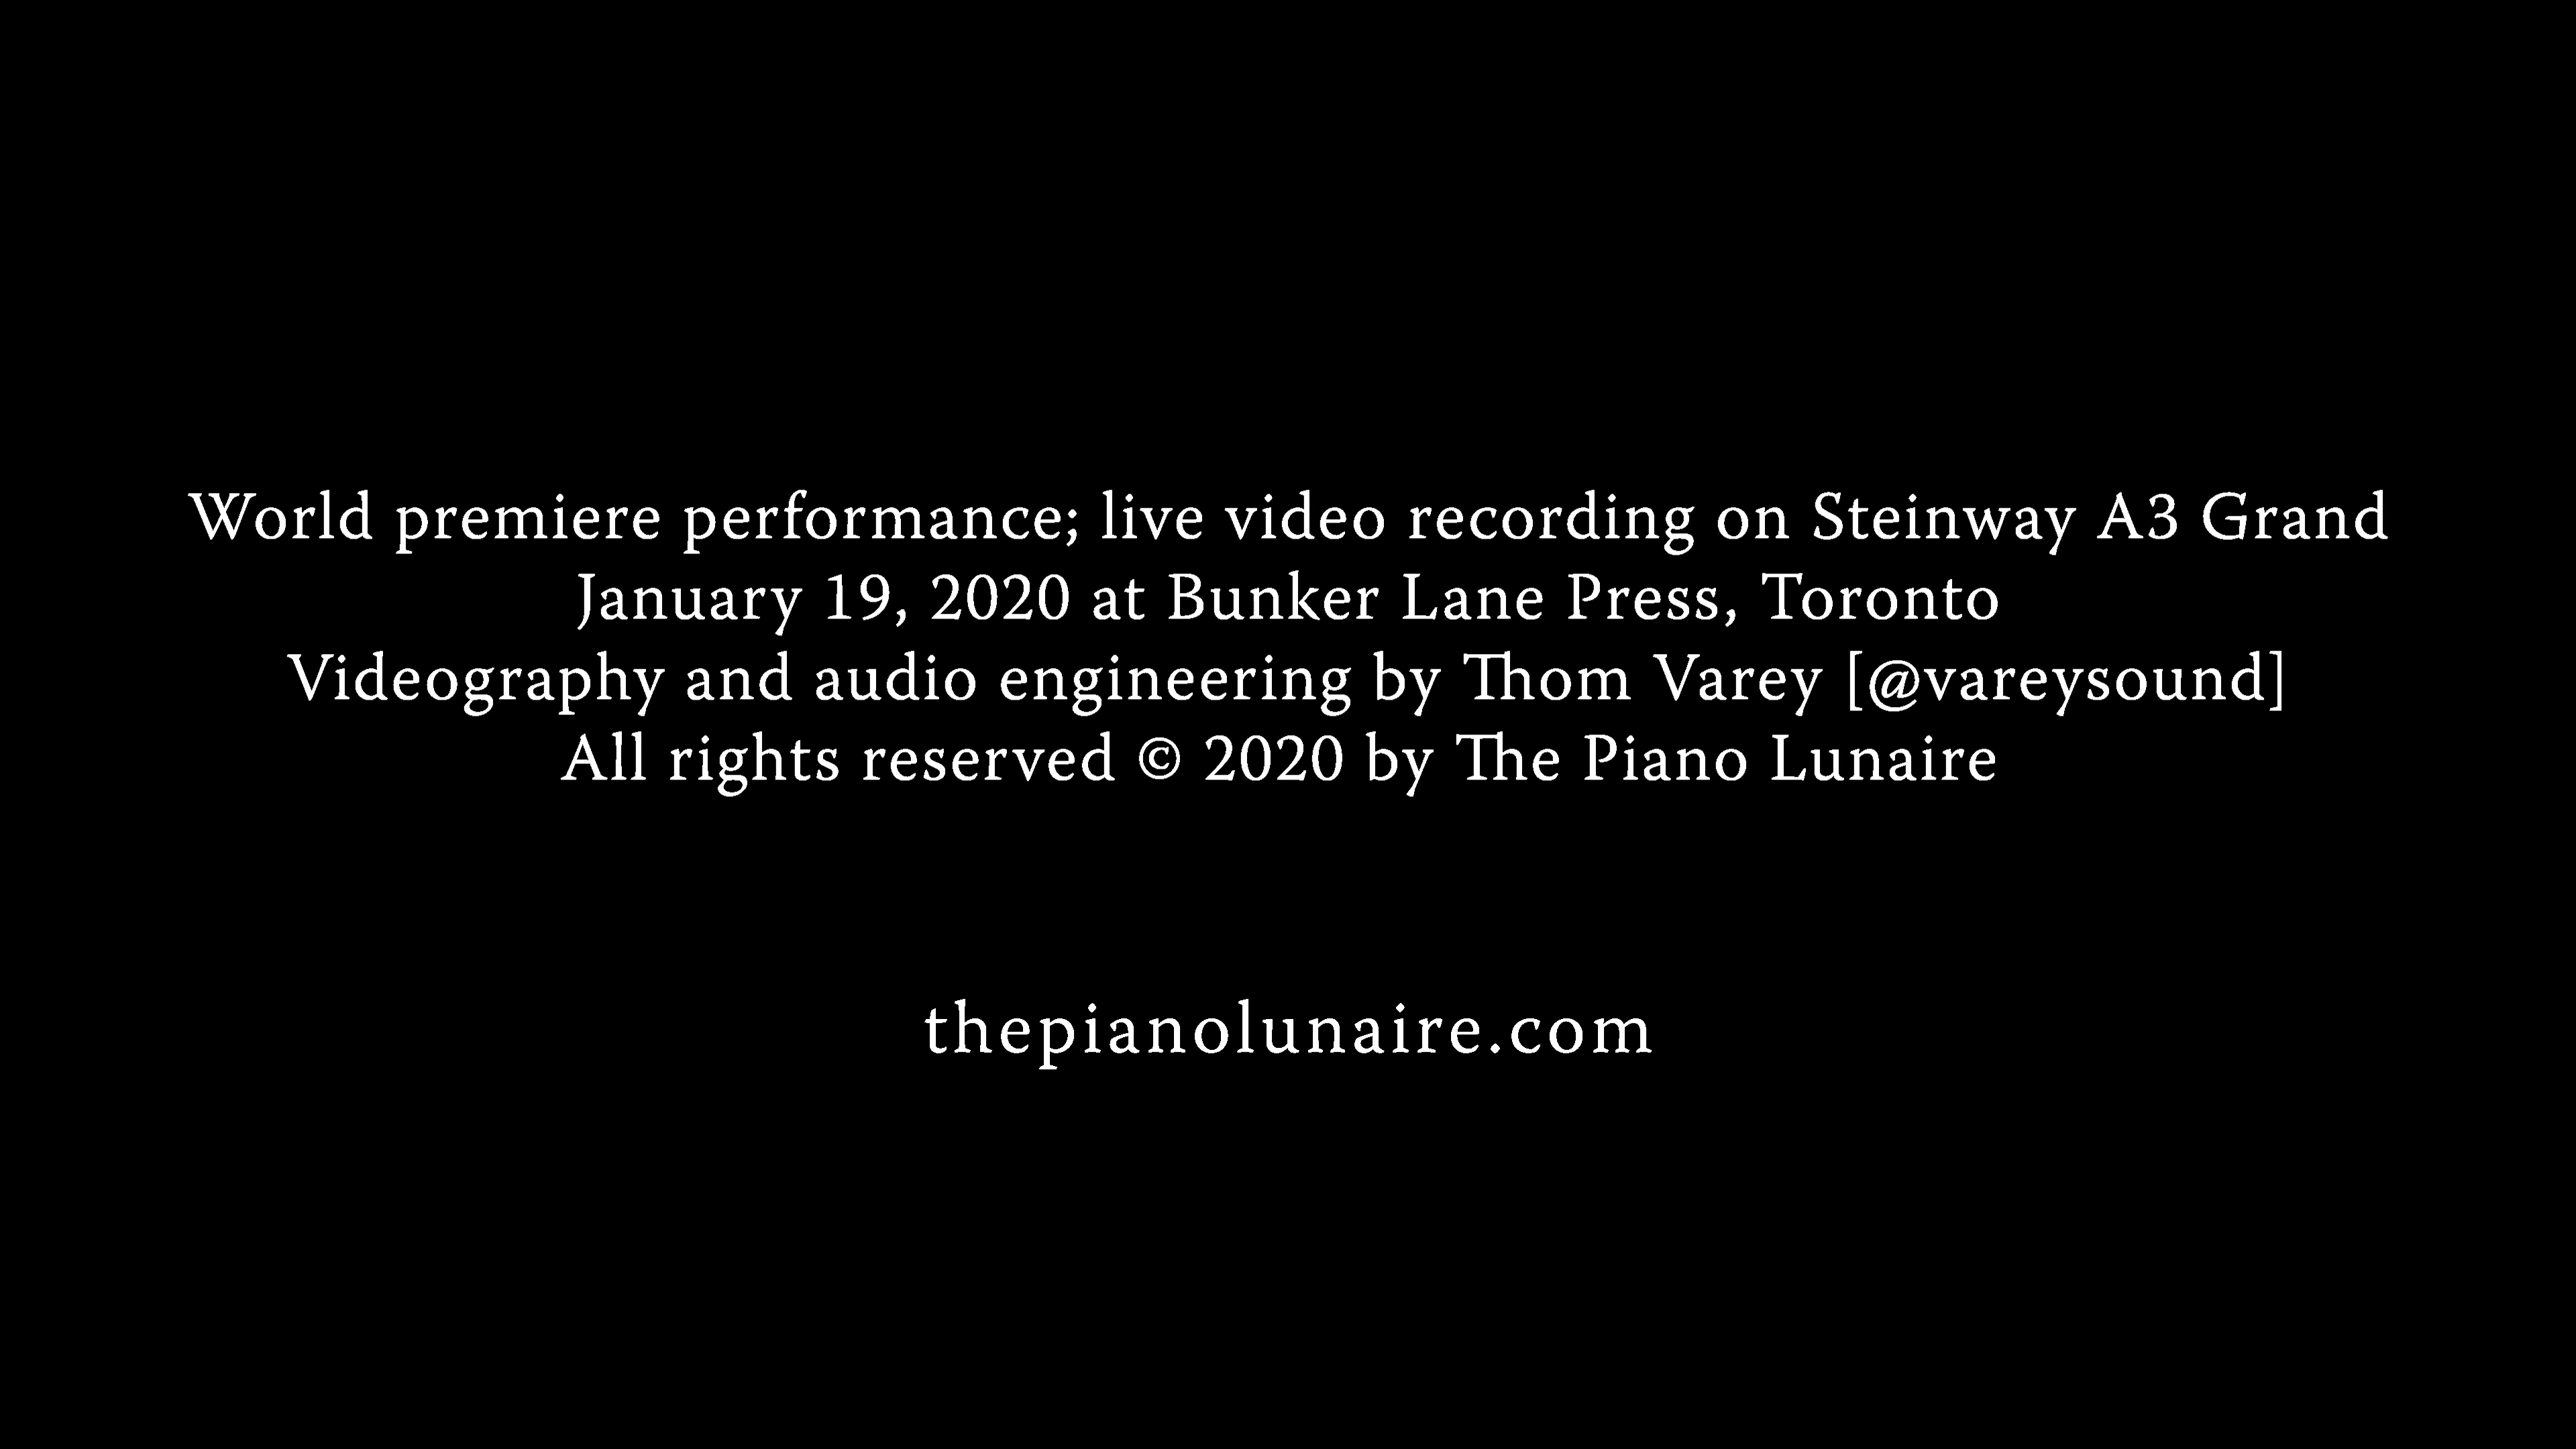 World premiere performance; live video recording on Steinway A3 Grand
January 19, 2020 at Bunker Lane Press, Toronto
Videography and audio engineering by Thom Varey [@vareysound]
All rights reserved © 2020 by The Piano Lunaire
thepianolunaire.com